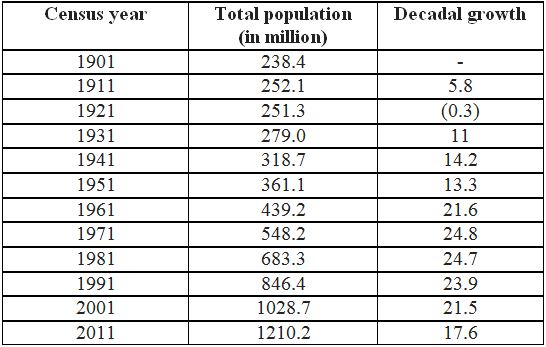 Census year Total population Decadal growth
(in million)
1901 238.4 -
1911 252.1 5.8
1921 251.3 (0.3)
1931 279.0 11
1941 318.7 14.2
1951 361.1 13.3
1961 439.2 21.6
1971 548.2 24.8
1981 683.3 24.7
1991 846.4 23.9
2001 1028.7 21.5
2011 1210.2 17.6